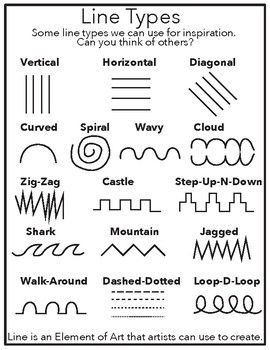 Line Types
Some line types we can use for inspiration.
Can you think of others?
Vertical Horizontal Diagonal
Curved Spiral Wavy Cloud
Zig-Zag Castle Step-Up-N-Down
Shark Mountain Jagged
Walk-Around Dashed-Dotted Loop-D-Loop
Line is an Element of Art that artists can use to create.